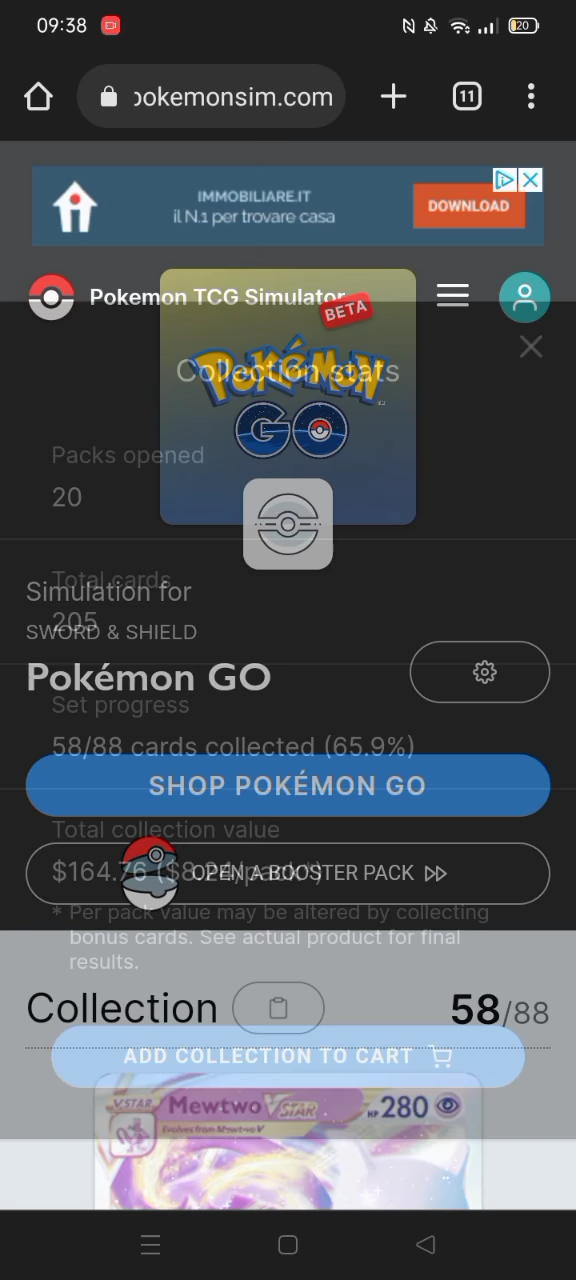 09:38
20
pokemonsim.com
11
IMMOBILIARE.IT
il N.1 per trovare casa
DOWNLOAD
Pokemon TCG Simulator
BETA
POKÉMON
GO
Collection stats
Packs opened
20
Total cards
205
Simulation for
SWORD & SHIELD
Pokémon GO
Set progress
58/88 cards collected (65.9%)
SHOP POKÉMON GO
Total collection value
$164.76 ($8.24/pack*)
OPEN A BOOSTER PACK
* Per pack value may be altered by collecting
bonus cards. See actual product for final
results.
Collection
58/88
ADD COLLECTION TO CART
VSTAR Mewtwo VSTAR HP 280
Evolves from Mewtwo V